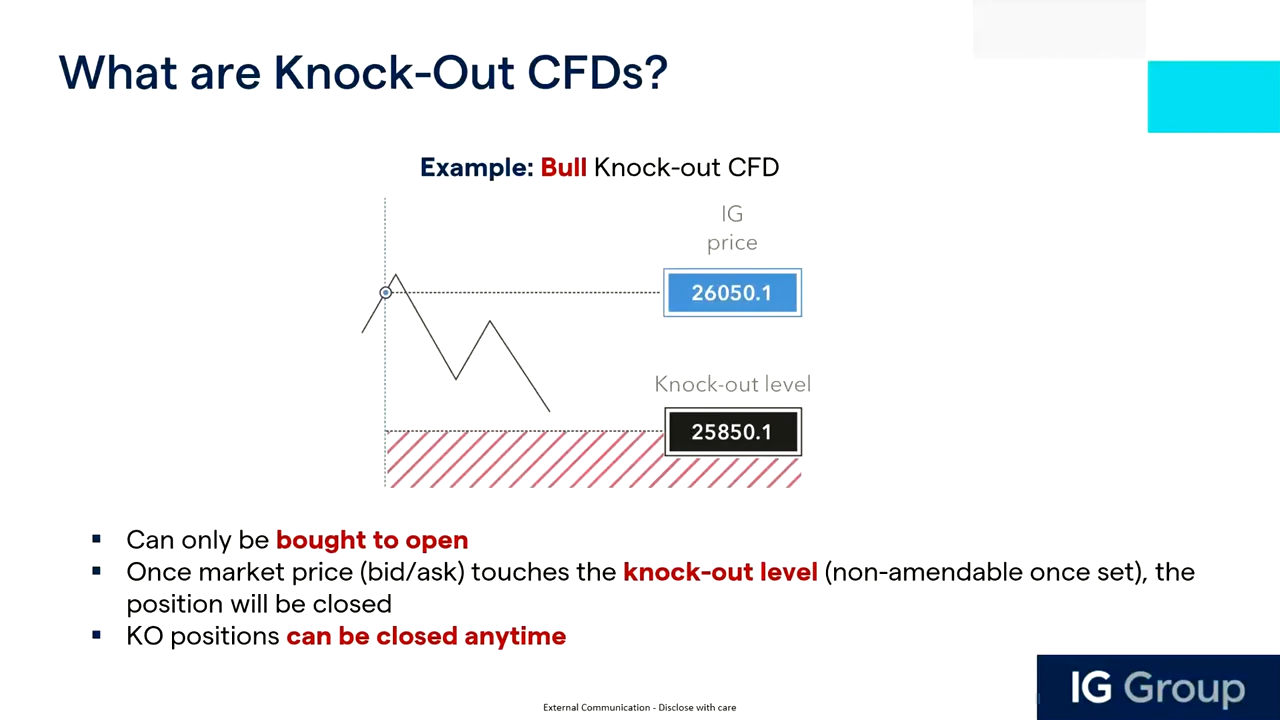 What are Knock-Out CFDs?
Example: Bull Knock-out CFD
IG
price
26050.1
Knock-out level
25850.1
▪ Can only be bought to open
▪ Once market price (bid/ask) touches the knock-out level (non-amendable once set), the
position will be closed
▪ KO positions can be closed anytime
IG Group
External Communication - Disclose with care